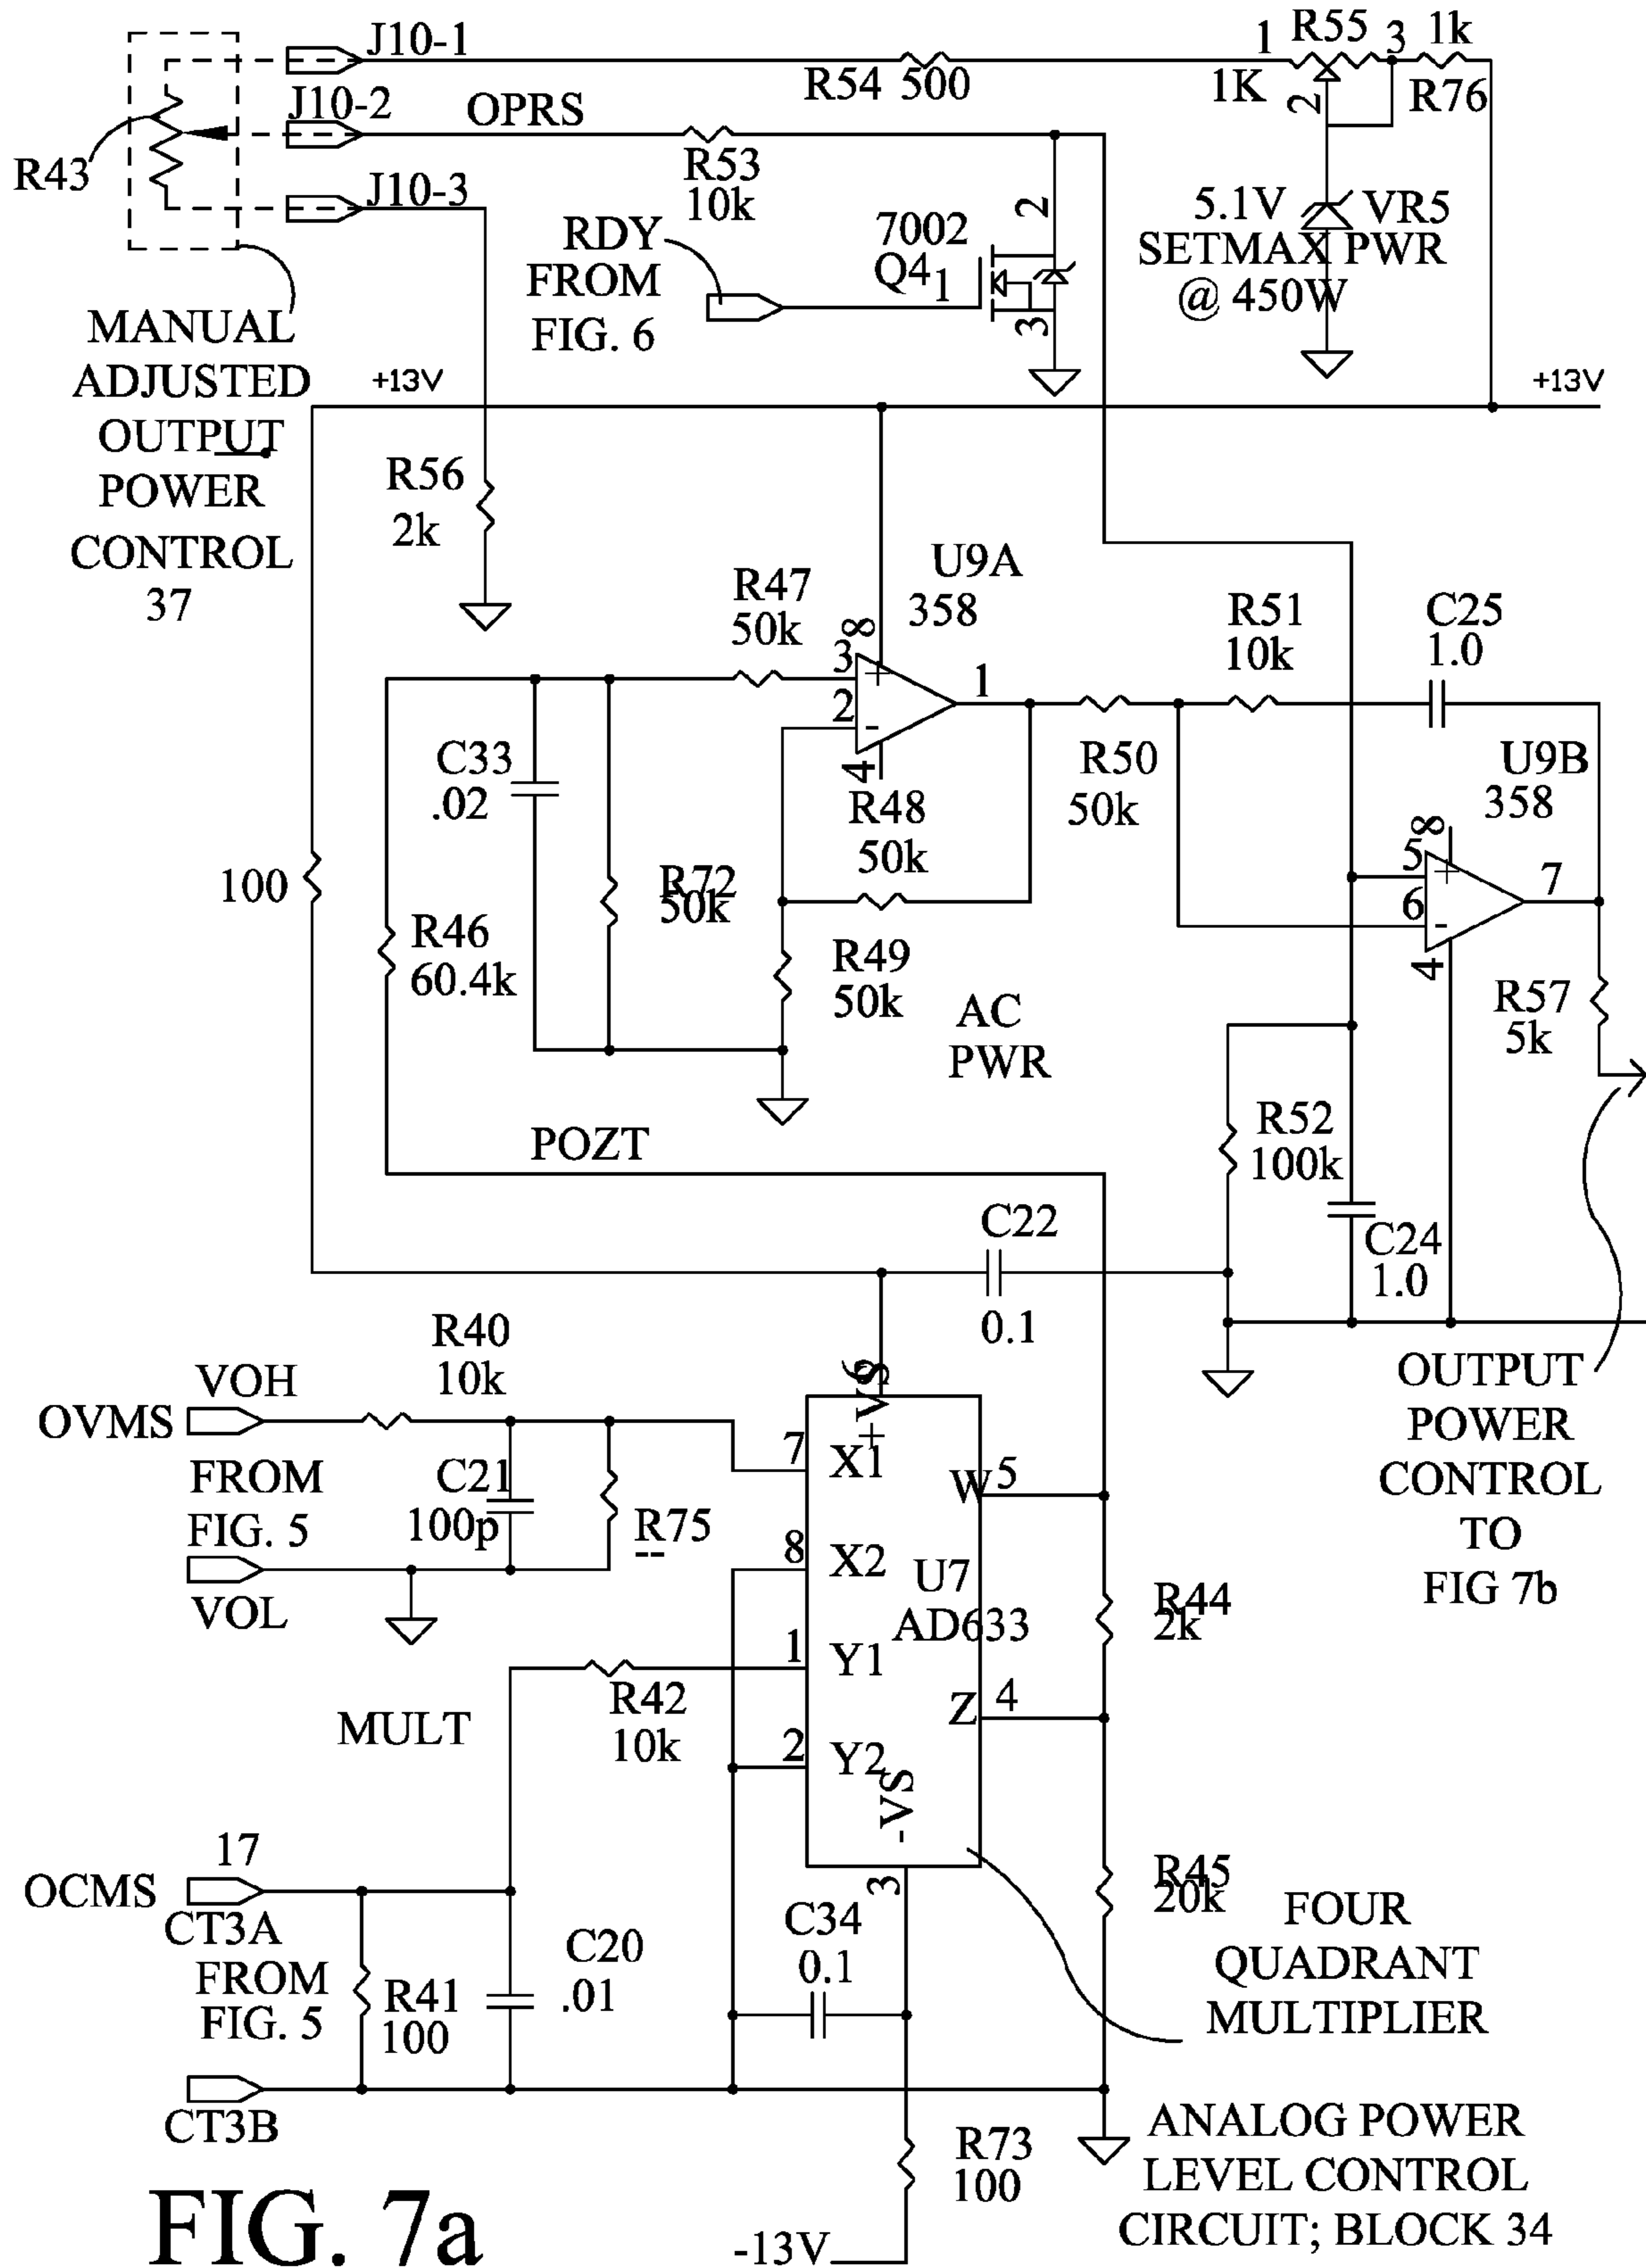 J10-1
R54 500
1 R55 3 1k
1K
2
R76
J10-2
OPRS
R43
R53
10k
J10-3
RDY
FROM
FIG. 6
7002
Q4
1
2
3
5.1V VR5
SETMAX PWR
@ 450W
MANUAL
ADJUSTED
OUTPUT
POWER
CONTROL
37
+13V
+13V
R56
2k
U9A
358
R47
50k
8
3
2
1
4
+
-
R51
10k
C25
1.0
C33
.02
R48
50k
R50
50k
U9B
358
100
R72
50k
8
5
6
7
4
+
-
R46
60.4k
R49
50k
AC
PWR
R57
5k
POZT
R52
100k
C22
0.1
C24
1.0
R40
10k
VOH
OVMS
FROM
FIG. 5
VOL
C21
100p
R75
--
6
+VS
7 X1
W 5
8 X2
U7
AD633
1 Y1
Z 4
2 Y2
-VS
3
R44
2k
OUTPUT
POWER
CONTROL
TO
FIG 7b
MULT
R42
10k
17
OCMS
CT3A
FROM
FIG. 5
R41
100
C20
.01
C34
0.1
R45
20k
FOUR
QUADRANT
MULTIPLIER
CT3B
R73
100
-13V
ANALOG POWER
LEVEL CONTROL
CIRCUIT; BLOCK 34
FIG. 7a